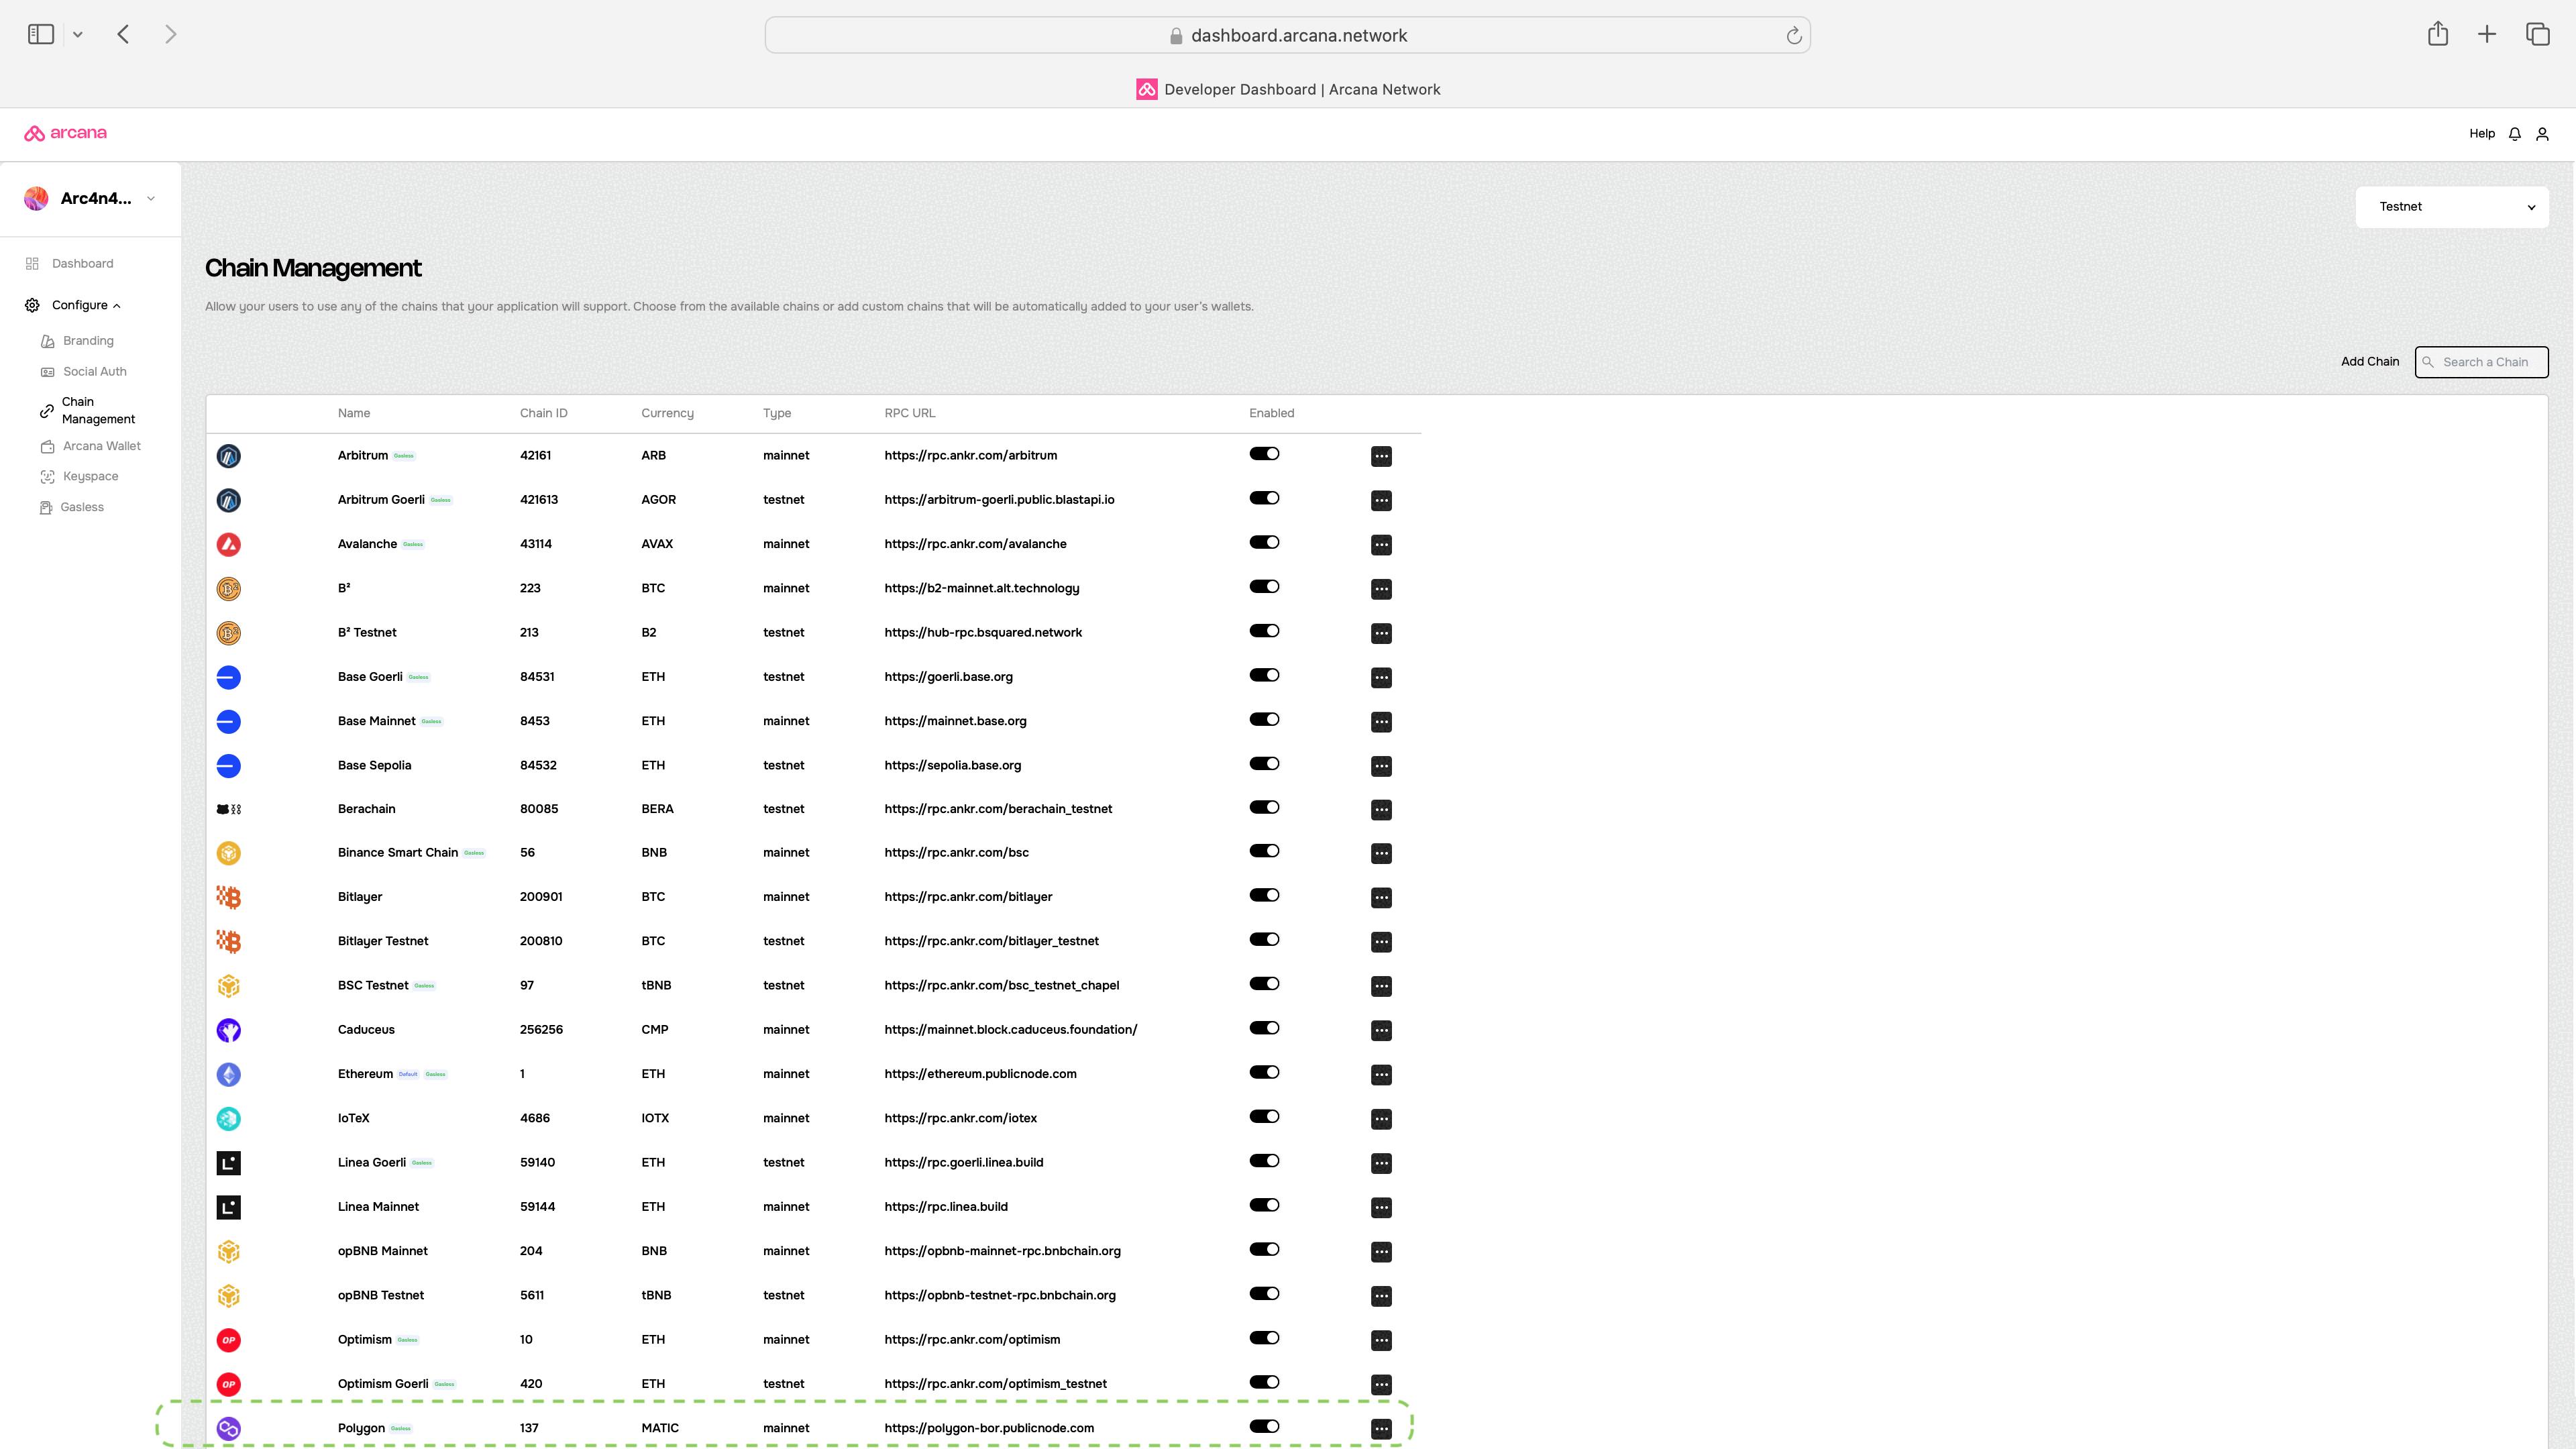 dashboard.arcana.network
Developer Dashboard | Arcana Network
arcana
Help
Arc4n4...
Testnet
Dashboard
Configure
Branding
Social Auth
Chain Management
Arcana Wallet
Keyspace
Gasless
Chain Management
Allow your users to use any of the chains that your application will support. Choose from the available chains or add custom chains that will be automatically added to your user's wallets.
Add Chain
Search a Chain
Name Chain ID Currency Type RPC URL Enabled
Arbitrum Gasless 42161 ARB mainnet https://rpc.ankr.com/arbitrum
Arbitrum Goerli Gasless 421613 AGOR testnet https://arbitrum-goerli.public.blastapi.io
Avalanche Gasless 43114 AVAX mainnet https://rpc.ankr.com/avalanche
B² 223 BTC mainnet https://b2-mainnet.alt.technology
B² Testnet 213 B2 testnet https://hub-rpc.bsquared.network
Base Goerli Gasless 84531 ETH testnet https://goerli.base.org
Base Mainnet Gasless 8453 ETH mainnet https://mainnet.base.org
Base Sepolia 84532 ETH testnet https://sepolia.base.org
Berachain 80085 BERA testnet https://rpc.ankr.com/berachain_testnet
Binance Smart Chain Gasless 56 BNB mainnet https://rpc.ankr.com/bsc
Bitlayer 200901 BTC mainnet https://rpc.ankr.com/bitlayer
Bitlayer Testnet 200810 BTC testnet https://rpc.ankr.com/bitlayer_testnet
BSC Testnet Gasless 97 tBNB testnet https://rpc.ankr.com/bsc_testnet_chapel
Caduceus 256256 CMP mainnet https://mainnet.block.caduceus.foundation/
Ethereum Default Gasless 1 ETH mainnet https://ethereum.publicnode.com
IoTeX 4686 IOTX mainnet https://rpc.ankr.com/iotex
Linea Goerli Gasless 59140 ETH testnet https://rpc.goerli.linea.build
Linea Mainnet 59144 ETH mainnet https://rpc.linea.build
opBNB Mainnet 204 BNB mainnet https://opbnb-mainnet-rpc.bnbchain.org
opBNB Testnet 5611 tBNB testnet https://opbnb-testnet-rpc.bnbchain.org
OP Optimism Gasless 10 ETH mainnet https://rpc.ankr.com/optimism
OP Optimism Goerli Gasless 420 ETH testnet https://rpc.ankr.com/optimism_testnet
Polygon Gasless 137 MATIC mainnet https://polygon-bor.publicnode.com